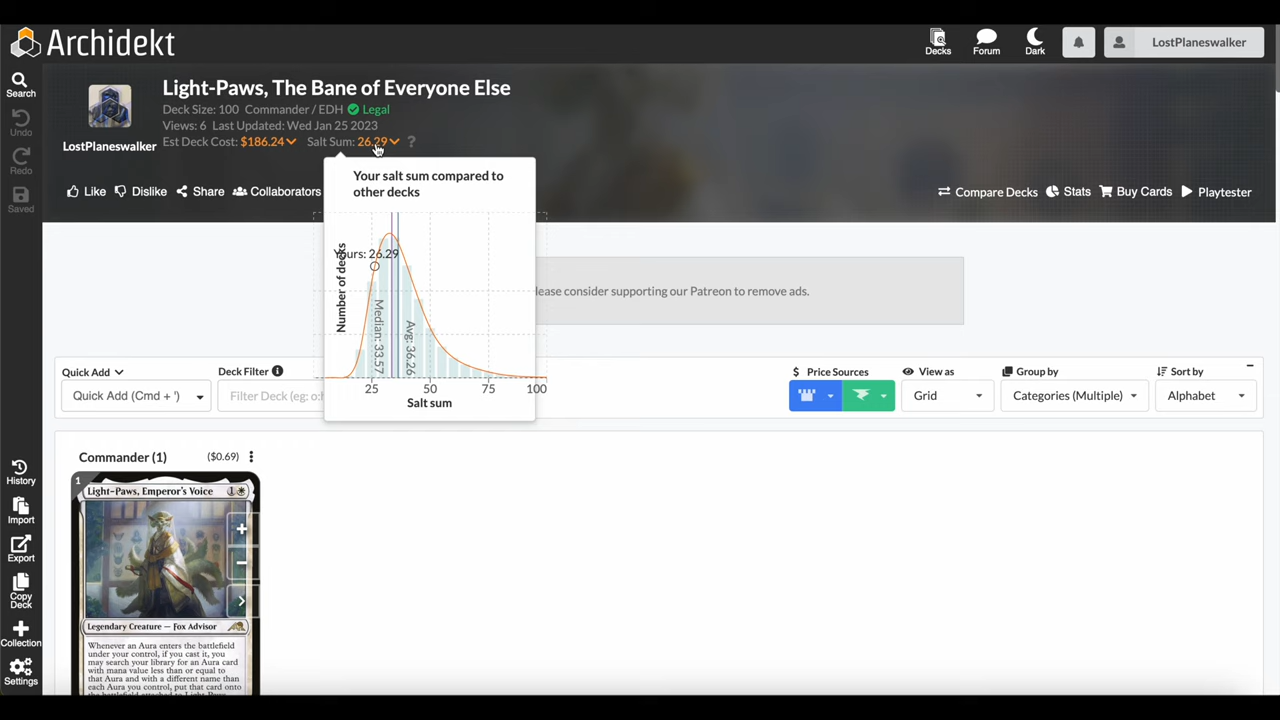 Archidekt
Decks
Forum
Dark
LostPlaneswalker
Search
Undo
Redo
Saved
History
Import
Export
Copy
Deck
Collection
Settings
Light-Paws, The Bane of Everyone Else
Deck Size: 100 Commander / EDH Legal
Views: 6 Last Updated: Wed Jan 25 2023
Est Deck Cost: $186.24 Salt Sum: 26.29 ?
LostPlaneswalker
Like Dislike Share Collaborators
Compare Decks Stats Buy Cards Playtester
Your salt sum compared to
other decks
Yours: 26.29
Number of decks
Median: 33.57
Avg: 36.26
25 50 75 100
Salt sum
lease consider supporting our Patreon to remove ads.
Quick Add
Quick Add (Cmd + ')
Deck Filter
Filter Deck (eg: o:h
$ Price Sources
View as
Grid
Group by
Categories (Multiple)
Sort by
Alphabet
Commander (1) ($0.69)
1
Light-Paws, Emperor's Voice 1
Legendary Creature — Fox Advisor
Whenever an Aura enters the battlefield
under your control, if you cast it, you
may search your library for an Aura card
with mana value less than or equal to
that Aura and with a different name than
each Aura you control, put that card onto
the battlefield attached to Light-Paws